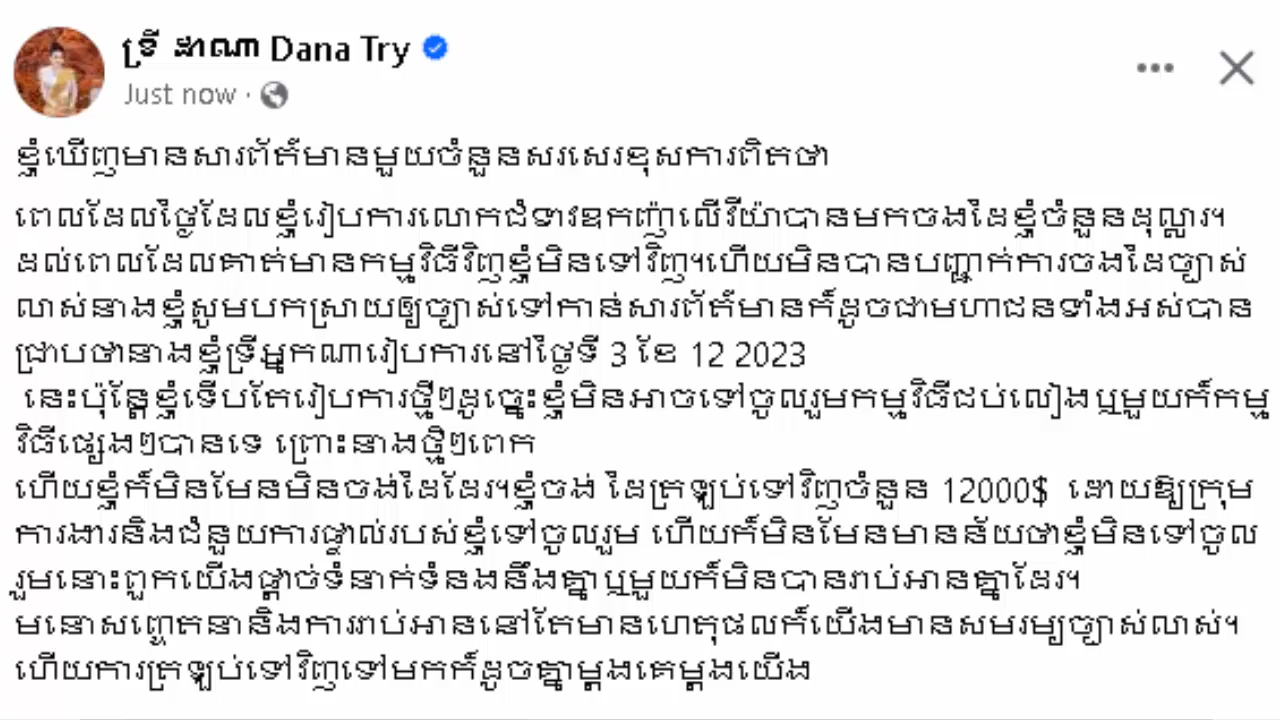 ទ្រី ដាណា Dana Try
Just now ·
ខ្ញុំឃើញមានសារព័ត៌មានមួយចំនួនសរសេរខុសការពិតថា
ពេលដែលថ្ងៃដែលខ្ញុំរៀបការលោកជំទាវឧកញ៉ាលើវីយ៉ាបានមកចងដៃខ្ញុំចំនួនដុល្លារ។
ដល់ពេលដែលគាត់មានកម្មវិធីវិញខ្ញុំមិនទៅវិញ។ហើយមិនបានបញ្ជាក់ការចងដៃច្បាស់
លាស់នាងខ្ញុំសូមបកស្រាយឲ្យច្បាស់ទៅកាន់សារព័ត៌មានក៏ដូចជាមហាជនទាំងអស់បាន
ជ្រាបថានាងខ្ញុំទ្រីអ្នកណារៀបការនៅថ្ងៃទី 3 ខែ 12 2023
នេះប៉ុន្តែខ្ញុំទើបតែរៀបការថ្មីៗដូច្នេះខ្ញុំមិនអាចទៅចូលរួមកម្មវិធីជប់លៀងឬមួយក៏កម្ម
វិធីផ្សេងៗបានទេ ព្រោះនាងថ្មីៗពេក
ហើយខ្ញុំក៏មិនមែនមិនចង់ដៃដែរ។ខ្ញុំចង់ ដៃត្រឡប់ទៅវិញចំនួន 12000$ ដោយឱ្យក្រុម
ការងារនិងជំនួយការផ្ទាល់របស់ខ្ញុំទៅចូលរួម ហើយក៏មិនមែនមានន័យថាខ្ញុំមិនទៅចូល
រួមនោះពួកយើងផ្តាច់ទំនាក់ទំនងនឹងគ្នាឬមួយក៏មិនបានរាប់អានគ្នាដែរ។
មនោសញ្ចេតនានិងការរាប់អាននៅតែមានហេតុផលក៏យើងមានសមរម្យច្បាស់លាស់។
ហើយការត្រឡប់ទៅវិញទៅមកក៏ដូចគ្នាម្តងគេម្តងយើង